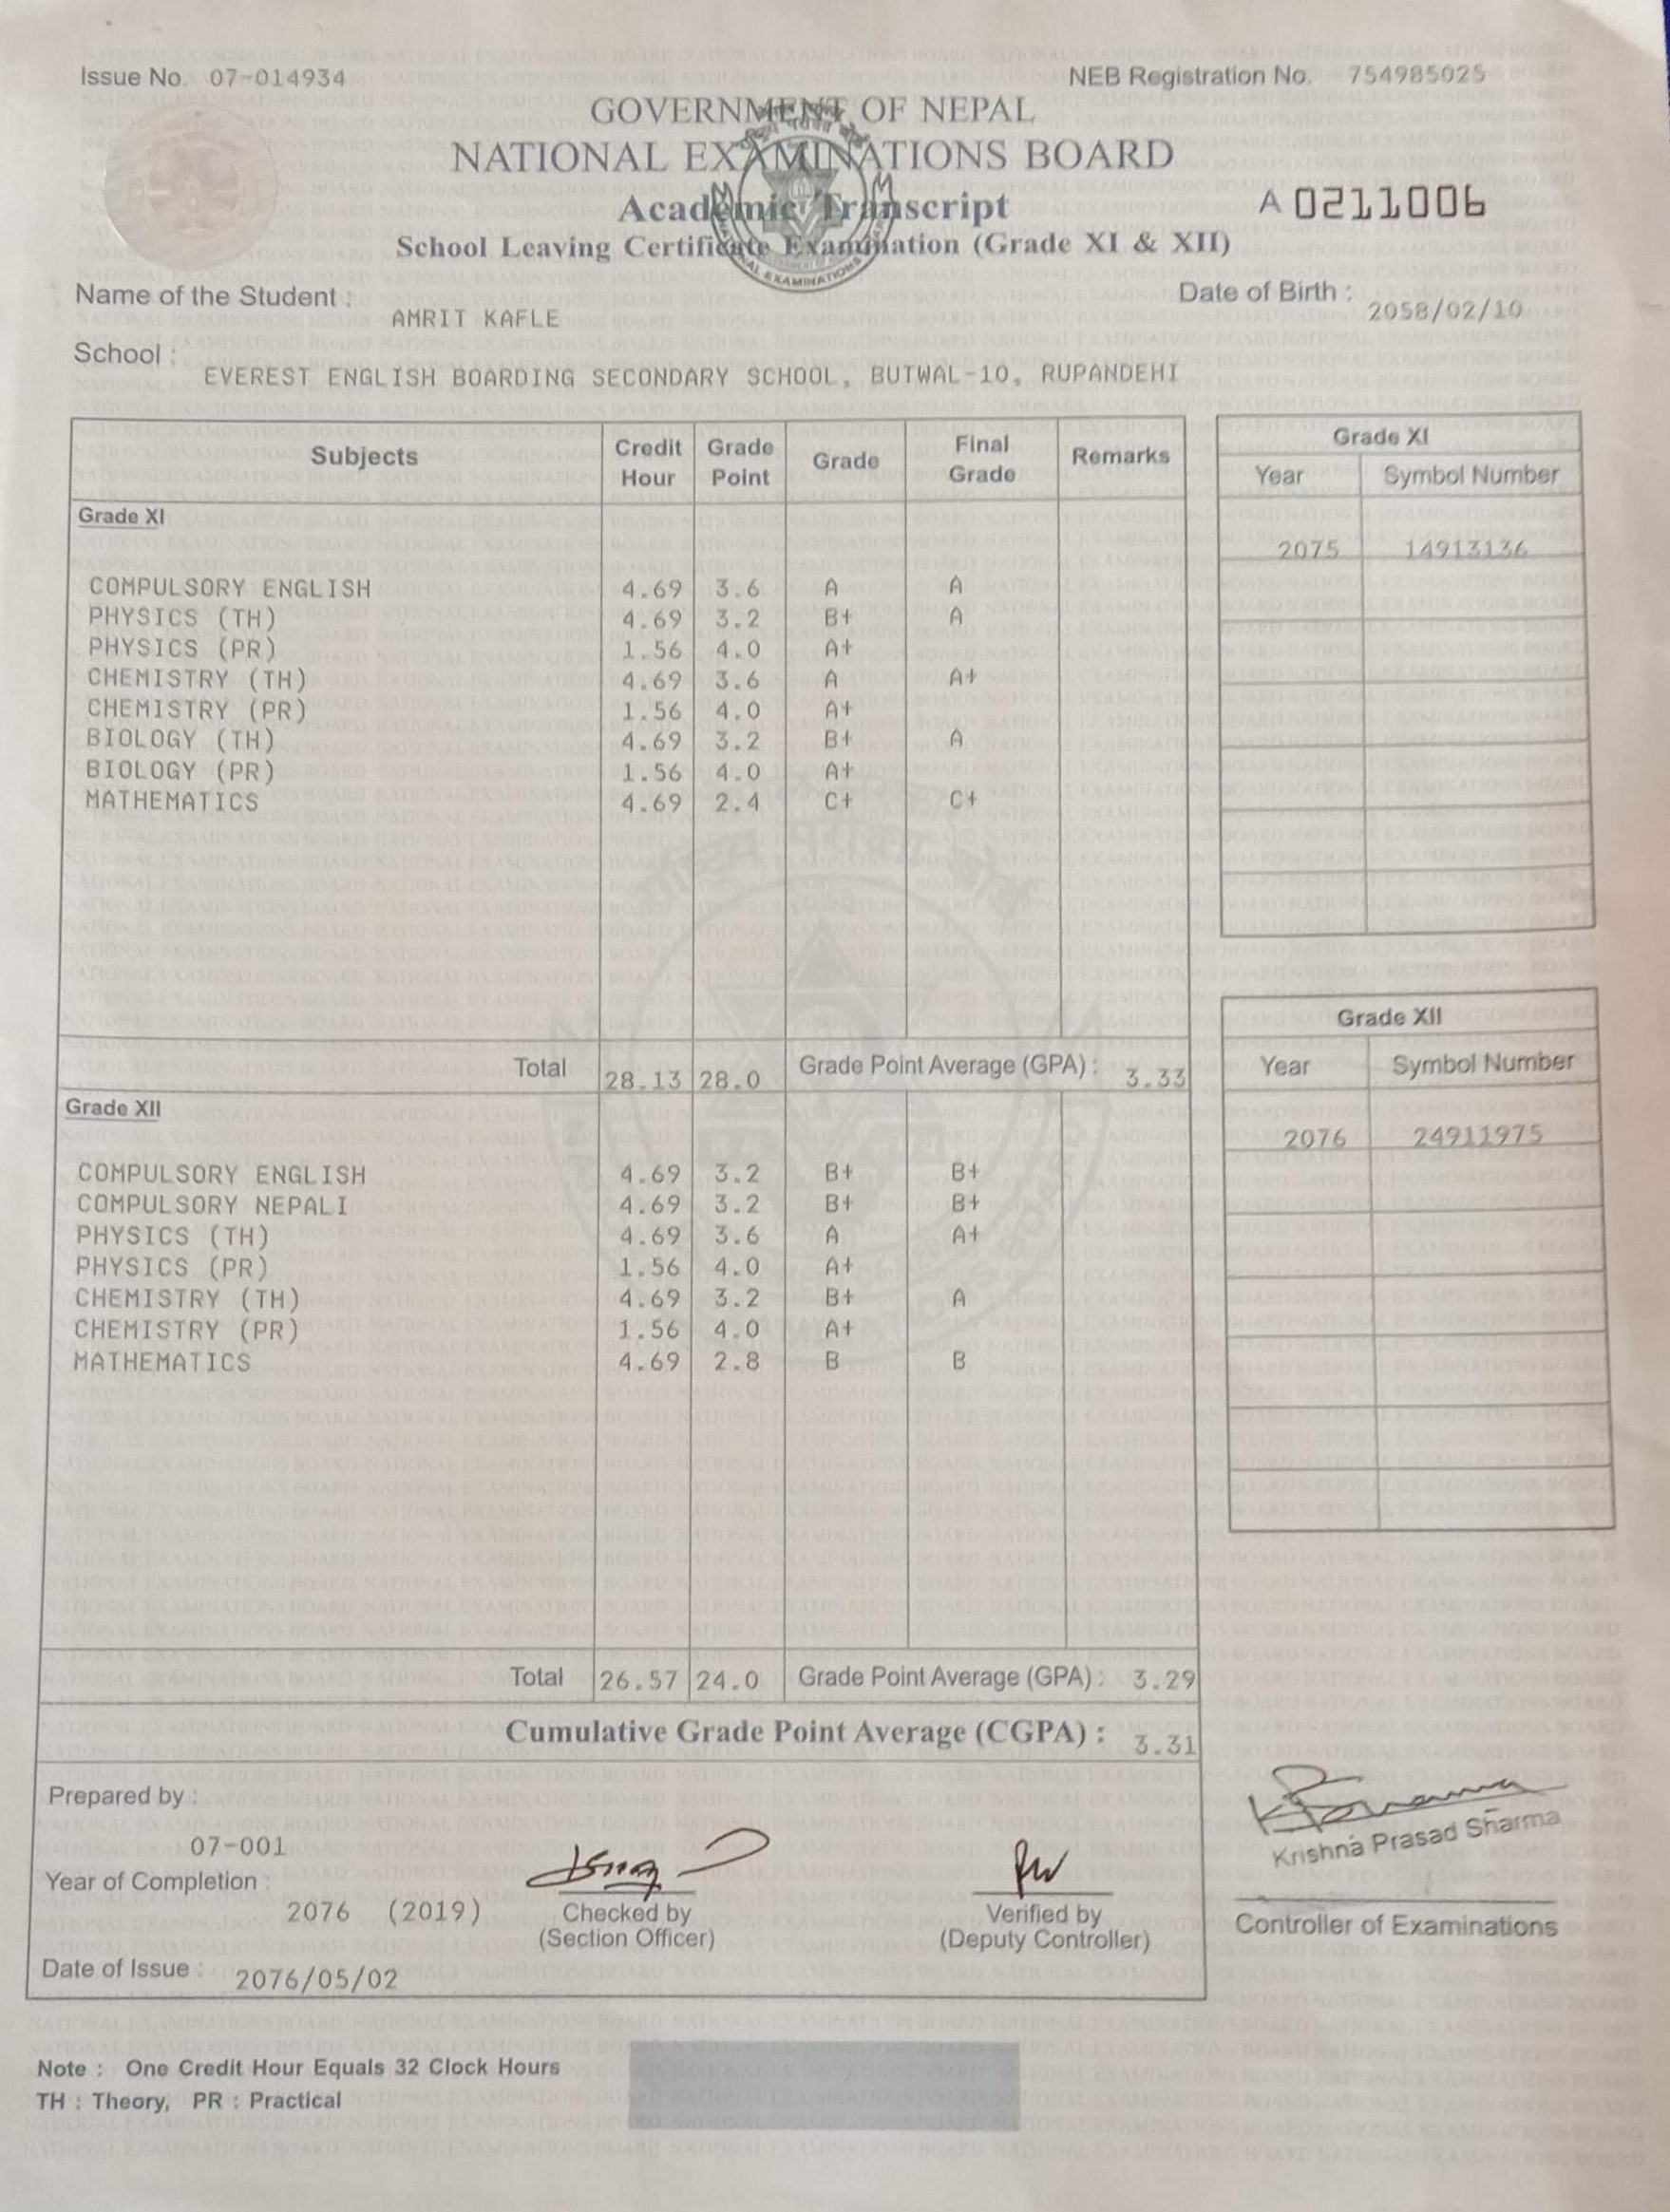 Issue No. 07-014934
NEB Registration No. 754985025
GOVERNMENT OF NEPAL
NATIONAL EXAMINATIONS BOARD
Academic Transcript
A 0211006
School Leaving Certificate Examination (Grade XI & XII)
Name of the Student : AMRIT KAFLE
Date of Birth : 2058/02/10
School : EVEREST ENGLISH BOARDING SECONDARY SCHOOL, BUTWAL-10, RUPANDEHI
Subjects Credit Hour Grade Point Grade Final Grade Remarks
Grade XI
COMPULSORY ENGLISH 4.69 3.6 A A
PHYSICS (TH) 4.69 3.2 B+ A
PHYSICS (PR) 1.56 4.0 A+
CHEMISTRY (TH) 4.69 3.6 A A+
CHEMISTRY (PR) 1.56 4.0 A+
BIOLOGY (TH) 4.69 3.2 B+ A
BIOLOGY (PR) 1.56 4.0 A+
MATHEMATICS 4.69 2.4 C+ C+
Total 28.13 28.0 Grade Point Average (GPA) : 3.33
Grade XII
COMPULSORY ENGLISH 4.69 3.2 B+ B+
COMPULSORY NEPALI 4.69 3.2 B+ B+
PHYSICS (TH) 4.69 3.6 A A+
PHYSICS (PR) 1.56 4.0 A+
CHEMISTRY (TH) 4.69 3.2 B+ A
CHEMISTRY (PR) 1.56 4.0 A+
MATHEMATICS 4.69 2.8 B B
Total 26.57 24.0 Grade Point Average (GPA) : 3.29
Cumulative Grade Point Average (CGPA) : 3.31
Grade XI
Year Symbol Number
2075 14913136
Grade XII
Year Symbol Number
2076 24911975
Prepared by :
07-001
Year of Completion :
2076 (2019)
Date of Issue : 2076/05/02
Checked by
(Section Officer)
Verified by
(Deputy Controller)
Krishna Prasad Sharma
Controller of Examinations
Note : One Credit Hour Equals 32 Clock Hours
TH : Theory, PR : Practical